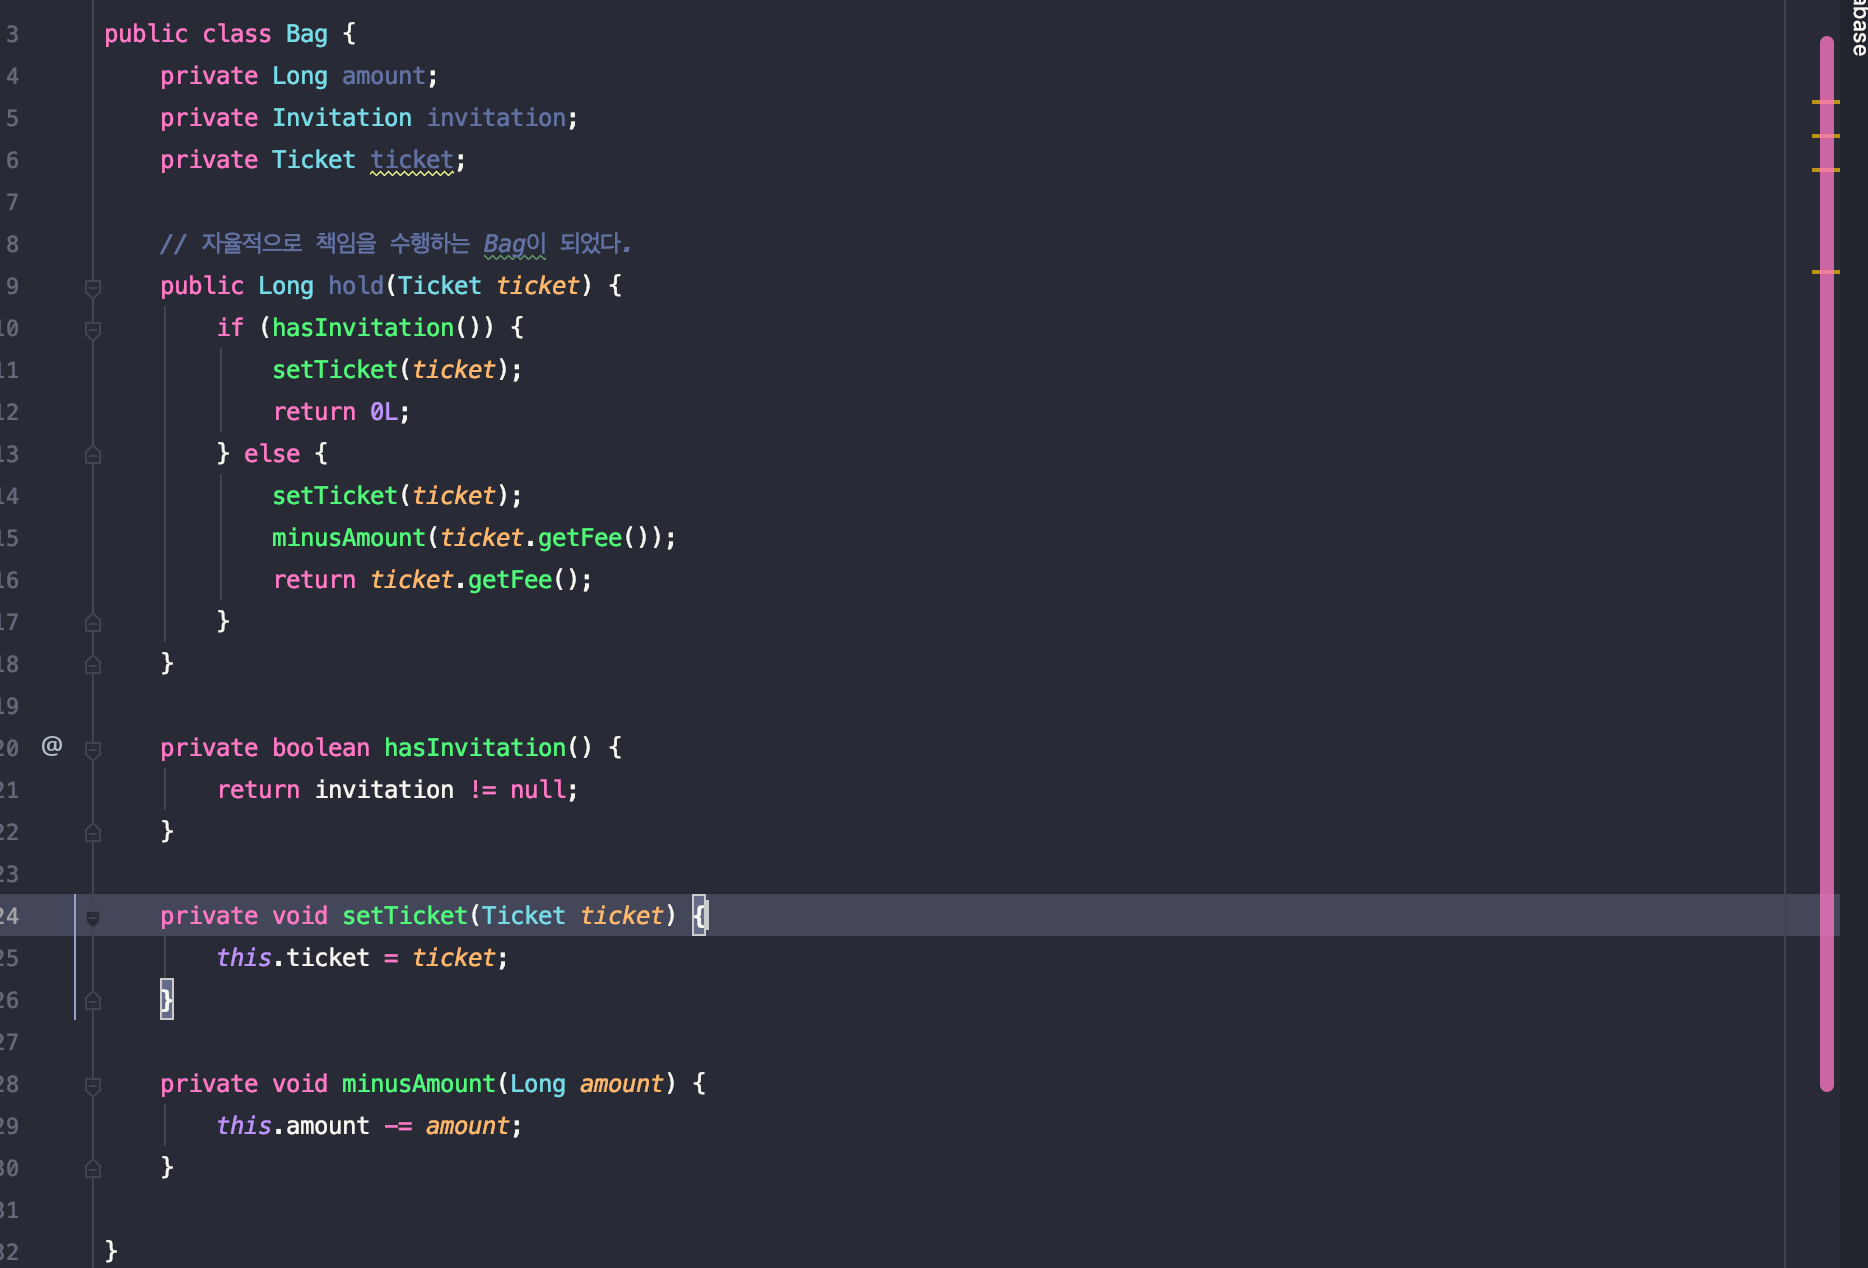 abase
3 public class Bag {
4     private Long amount;
5     private Invitation invitation;
6     private Ticket ticket;
7
8     // 자율적으로 책임을 수행하는 Bag이 되었다.
9     public Long hold(Ticket ticket) {
10         if (hasInvitation()) {
11             setTicket(ticket);
12             return 0L;
13         } else {
14             setTicket(ticket);
15             minusAmount(ticket.getFee());
16             return ticket.getFee();
17         }
18     }
19
20 @    private boolean hasInvitation() {
21         return invitation != null;
22     }
23
24     private void setTicket(Ticket ticket) {
25         this.ticket = ticket;
26     }
27
28     private void minusAmount(Long amount) {
29         this.amount -= amount;
30     }
31
32 }